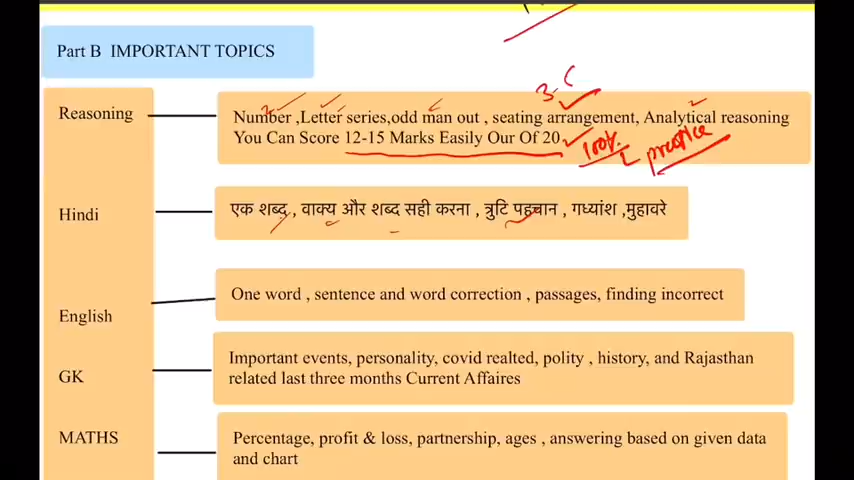 Part B IMPORTANT TOPICS
3-
Reasoning
Number ,Letter series,odd man out , seating arrangement, Analytical reasoning
You Can Score 12-15 Marks Easily Our Of 20
100%
practice
Hindi
एक शब्द , वाक्य और शब्द सही करना , त्रुटि पहचान , गध्यांश ,मुहावरे
English
One word , sentence and word correction , passages, finding incorrect
GK
Important events, personality, covid realted, polity , history, and Rajasthan
related last three months Current Affaires
MATHS
Percentage, profit & loss, partnership, ages , answering based on given data
and chart